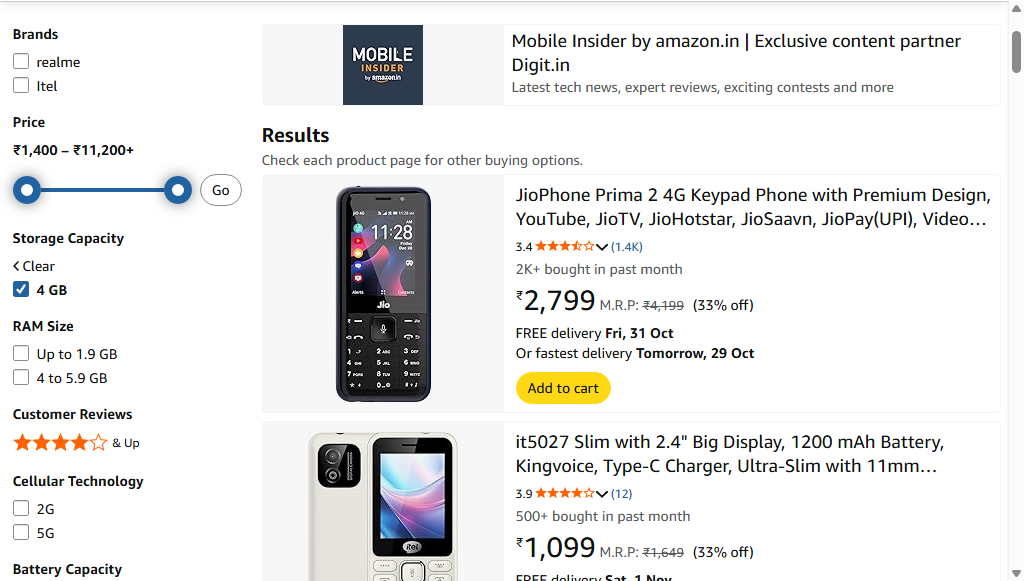 Brands
realme
Itel
Price
₹1,400 – ₹11,200+
Go
Storage Capacity
Clear
4 GB
RAM Size
Up to 1.9 GB
4 to 5.9 GB
Customer Reviews
& Up
Cellular Technology
2G
5G
Battery Capacity
MOBILE
INSIDER
by amazon.in
Mobile Insider by amazon.in | Exclusive content partner
Digit.in
Latest tech news, expert reviews, exciting contests and more
Results
Check each product page for other buying options.
11:28
Jio
JioPhone Prima 2 4G Keypad Phone with Premium Design,
YouTube, JioTV, JioHotstar, JioSaavn, JioPay(UPI), Video…
3.4 (1.4K)
2K+ bought in past month
₹2,799 M.R.P: ₹4,199 (33% off)
FREE delivery Fri, 31 Oct
Or fastest delivery Tomorrow, 29 Oct
Add to cart
itel
it5027 Slim with 2.4" Big Display, 1200 mAh Battery,
Kingvoice, Type-C Charger, Ultra-Slim with 11mm…
3.9 (12)
500+ bought in past month
₹1,099 M.R.P: ₹1,649 (33% off)
FREE delivery Sat, 1 Nov